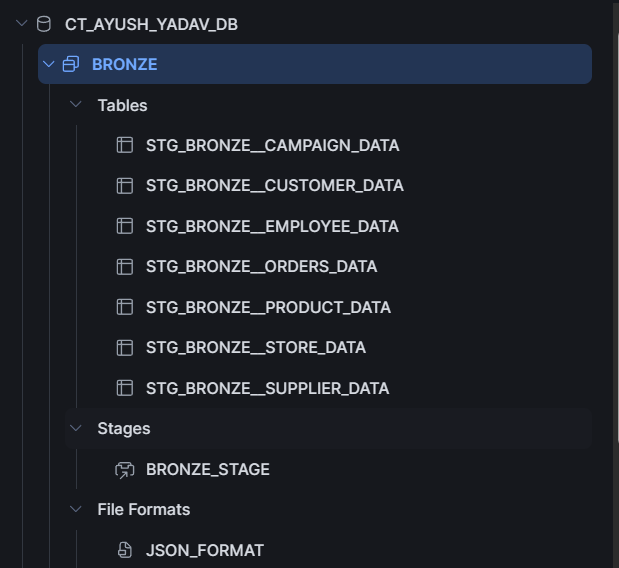 CT_AYUSH_YADAV_DB
BRONZE
Tables
STG_BRONZE__CAMPAIGN_DATA
STG_BRONZE__CUSTOMER_DATA
STG_BRONZE__EMPLOYEE_DATA
STG_BRONZE__ORDERS_DATA
STG_BRONZE__PRODUCT_DATA
STG_BRONZE__STORE_DATA
STG_BRONZE__SUPPLIER_DATA
Stages
BRONZE_STAGE
File Formats
JSON_FORMAT